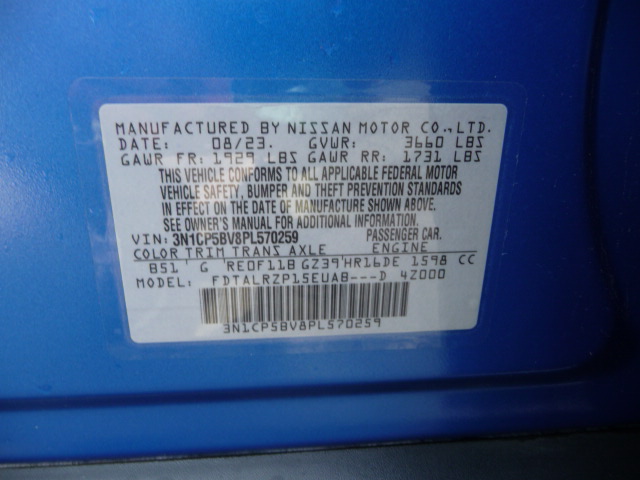 MANUFACTURED BY NISSAN MOTOR CO., LTD.
DATE: 08/23. GVWR: 3660 LBS
GAWR FR: 1929 LBS GAWR RR: 1731 LBS
THIS VEHICLE CONFORMS TO ALL APPLICABLE FEDERAL MOTOR
VEHICLE SAFETY, BUMPER AND THEFT PREVENTION STANDARDS
IN EFFECT ON THE DATE OF MANUFACTURE SHOWN ABOVE.
SEE OWNER'S MANUAL FOR ADDITIONAL INFORMATION.
VIN: 3N1CP5BV8PL570259 PASSENGER CAR.
COLOR TRIM TRANS AXLE ENGINE
B51 G RE0F11B GZ39 HR16DE 1598 CC
MODEL: FDTALRZP15EUAB---D 4Z000
3N1CP5BV8PL570259